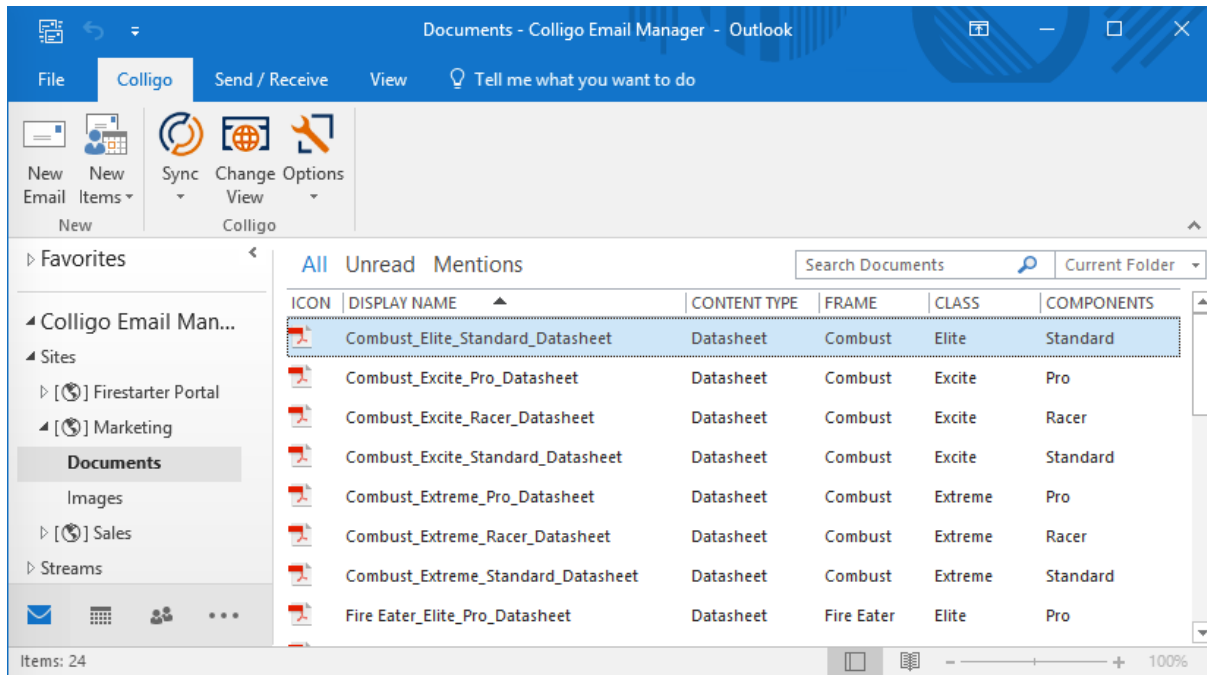 Documents - Colligo Email Manager - Outlook
File Colligo Send / Receive View Tell me what you want to do
New Email
New Items
Sync
Change View
Options
New
Colligo
Favorites
Colligo Email Man...
Sites
[ ] Firestarter Portal
[ ] Marketing
Documents
Images
[ ] Sales
Streams
All Unread Mentions
Search Documents Current Folder
ICON DISPLAY NAME CONTENT TYPE FRAME CLASS COMPONENTS
Combust_Elite_Standard_Datasheet Datasheet Combust Elite Standard
Combust_Excite_Pro_Datasheet Datasheet Combust Excite Pro
Combust_Excite_Racer_Datasheet Datasheet Combust Excite Racer
Combust_Excite_Standard_Datasheet Datasheet Combust Excite Standard
Combust_Extreme_Pro_Datasheet Datasheet Combust Extreme Pro
Combust_Extreme_Racer_Datasheet Datasheet Combust Extreme Racer
Combust_Extreme_Standard_Datasheet Datasheet Combust Extreme Standard
Fire Eater_Elite_Pro_Datasheet Datasheet Fire Eater Elite Pro
Items: 24
100%